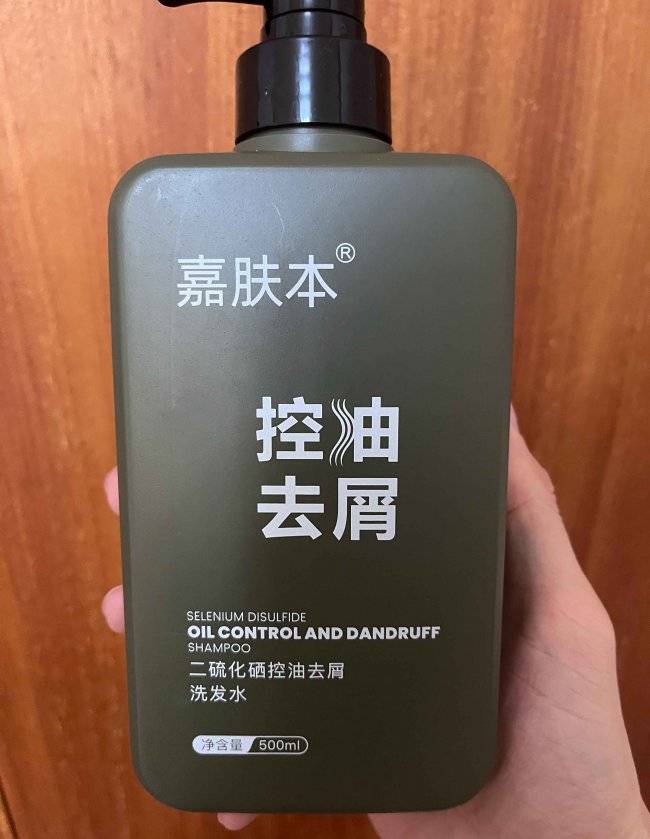 嘉肤本®
控油
去屑
SELENIUM DISULFIDE
OIL CONTROL AND DANDRUFF
SHAMPOO
二硫化硒控油去屑
洗发水
净含量 500ml